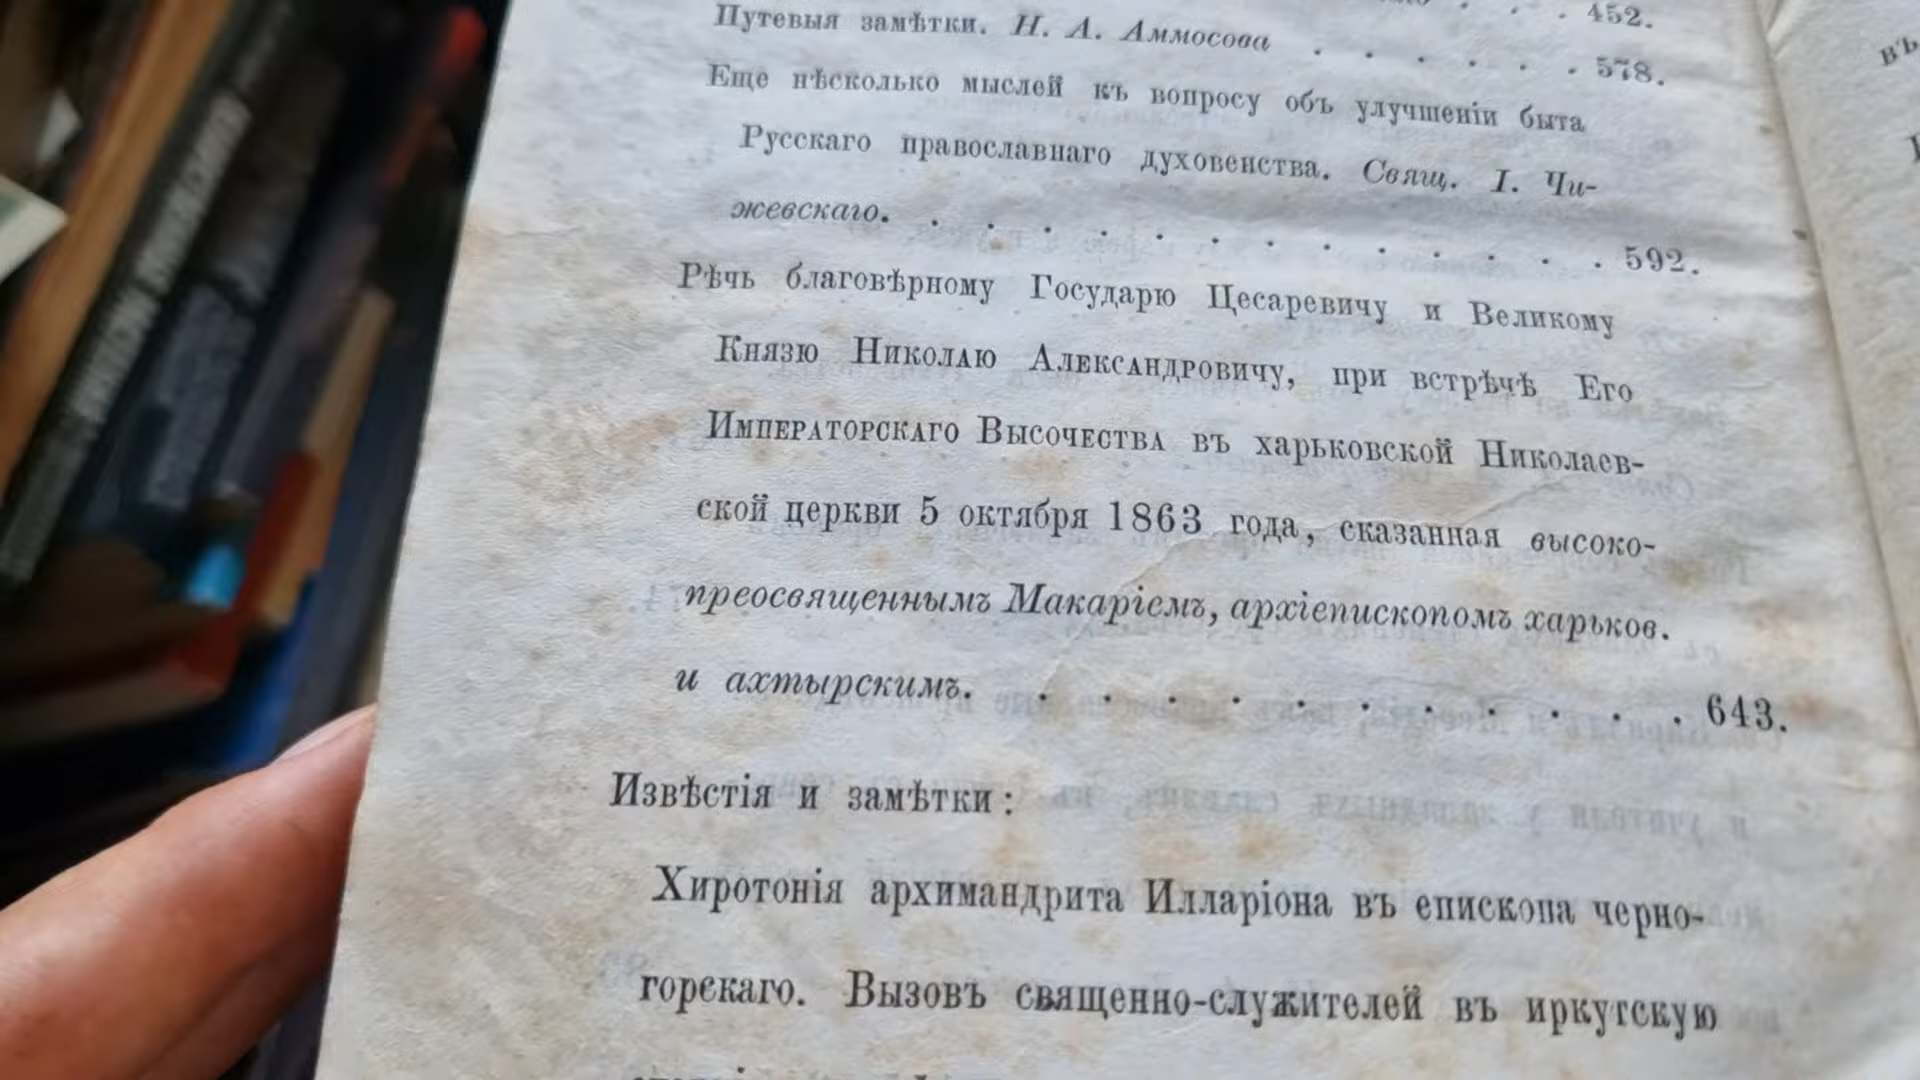 . . . 452.
Путевыя замѣтки. Н. А. Аммосова . . . . . . 578.
Еще нѣсколько мыслей къ вопросу объ улучшеніи быта
Русскаго православнаго духовенства. Свящ. І. Чи-
жевскаго. . . . . . . . . . . . . . 592.
Рѣчь благовѣрному Государю Цесаревичу и Великому
Князю Николаю Александровичу, при встрѣчѣ Его
Императорскаго Высочества въ харьковской Николаев-
ской церкви 5 октября 1863 года, сказанная высоко-
преосвященнымъ Макаріемъ, архіепископомъ харьков.
и ахтырскимъ. . . . . . . . . . . . 643.
Извѣстія и замѣтки:
Хиротонія архимандрита Илларіона въ епископа черно-
горскаго. Вызовъ священно-служителей въ иркутскую
въ